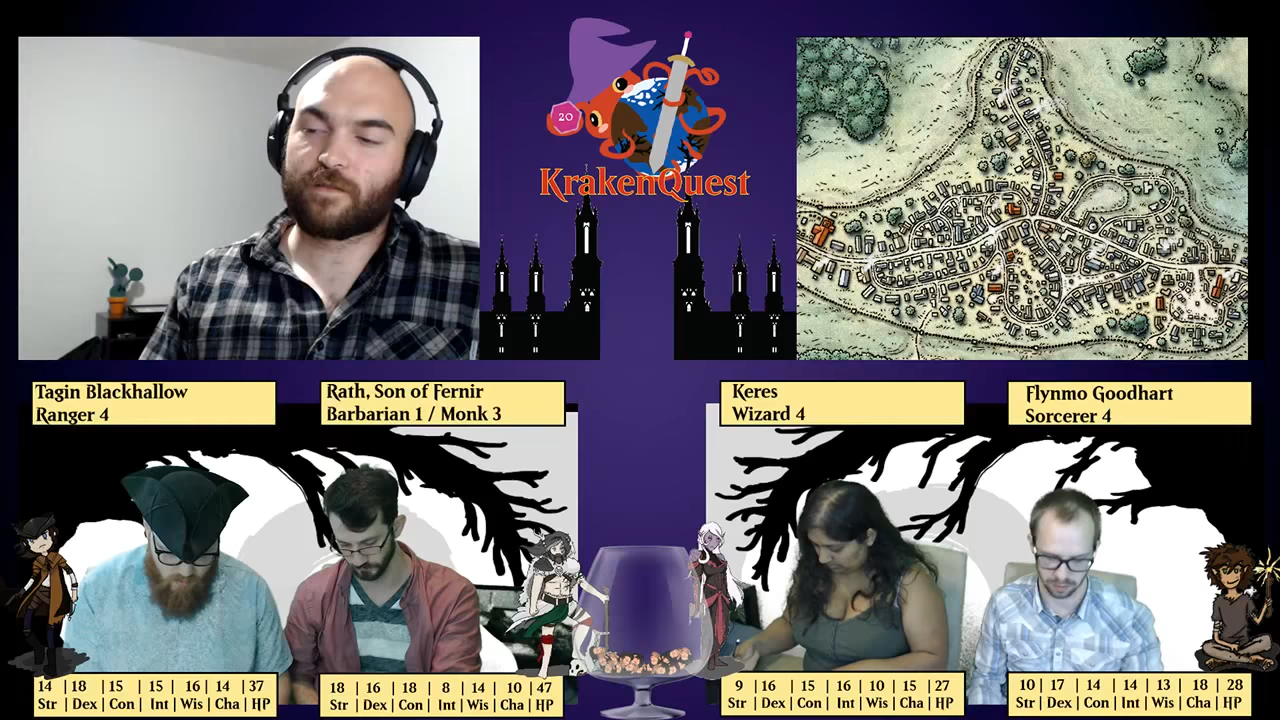 20
KrakenQuest
Tagin Blackhallow
Ranger 4
Rath, Son of Fernir
Barbarian 1 / Monk 3
Keres
Wizard 4
Flynmo Goodhart
Sorcerer 4
14 | 18 | 15 | 15 | 16 | 14 | 37
Str | Dex | Con | Int | Wis | Cha | HP
18 | 16 | 18 | 8 | 14 | 10 | 47
Str | Dex | Con | Int | Wis | Cha | HP
9 | 16 | 15 | 16 | 10 | 15 | 27
Str | Dex | Con | Int | Wis | Cha | HP
10 | 17 | 14 | 14 | 13 | 18 | 28
Str | Dex | Con | Int | Wis | Cha | HP